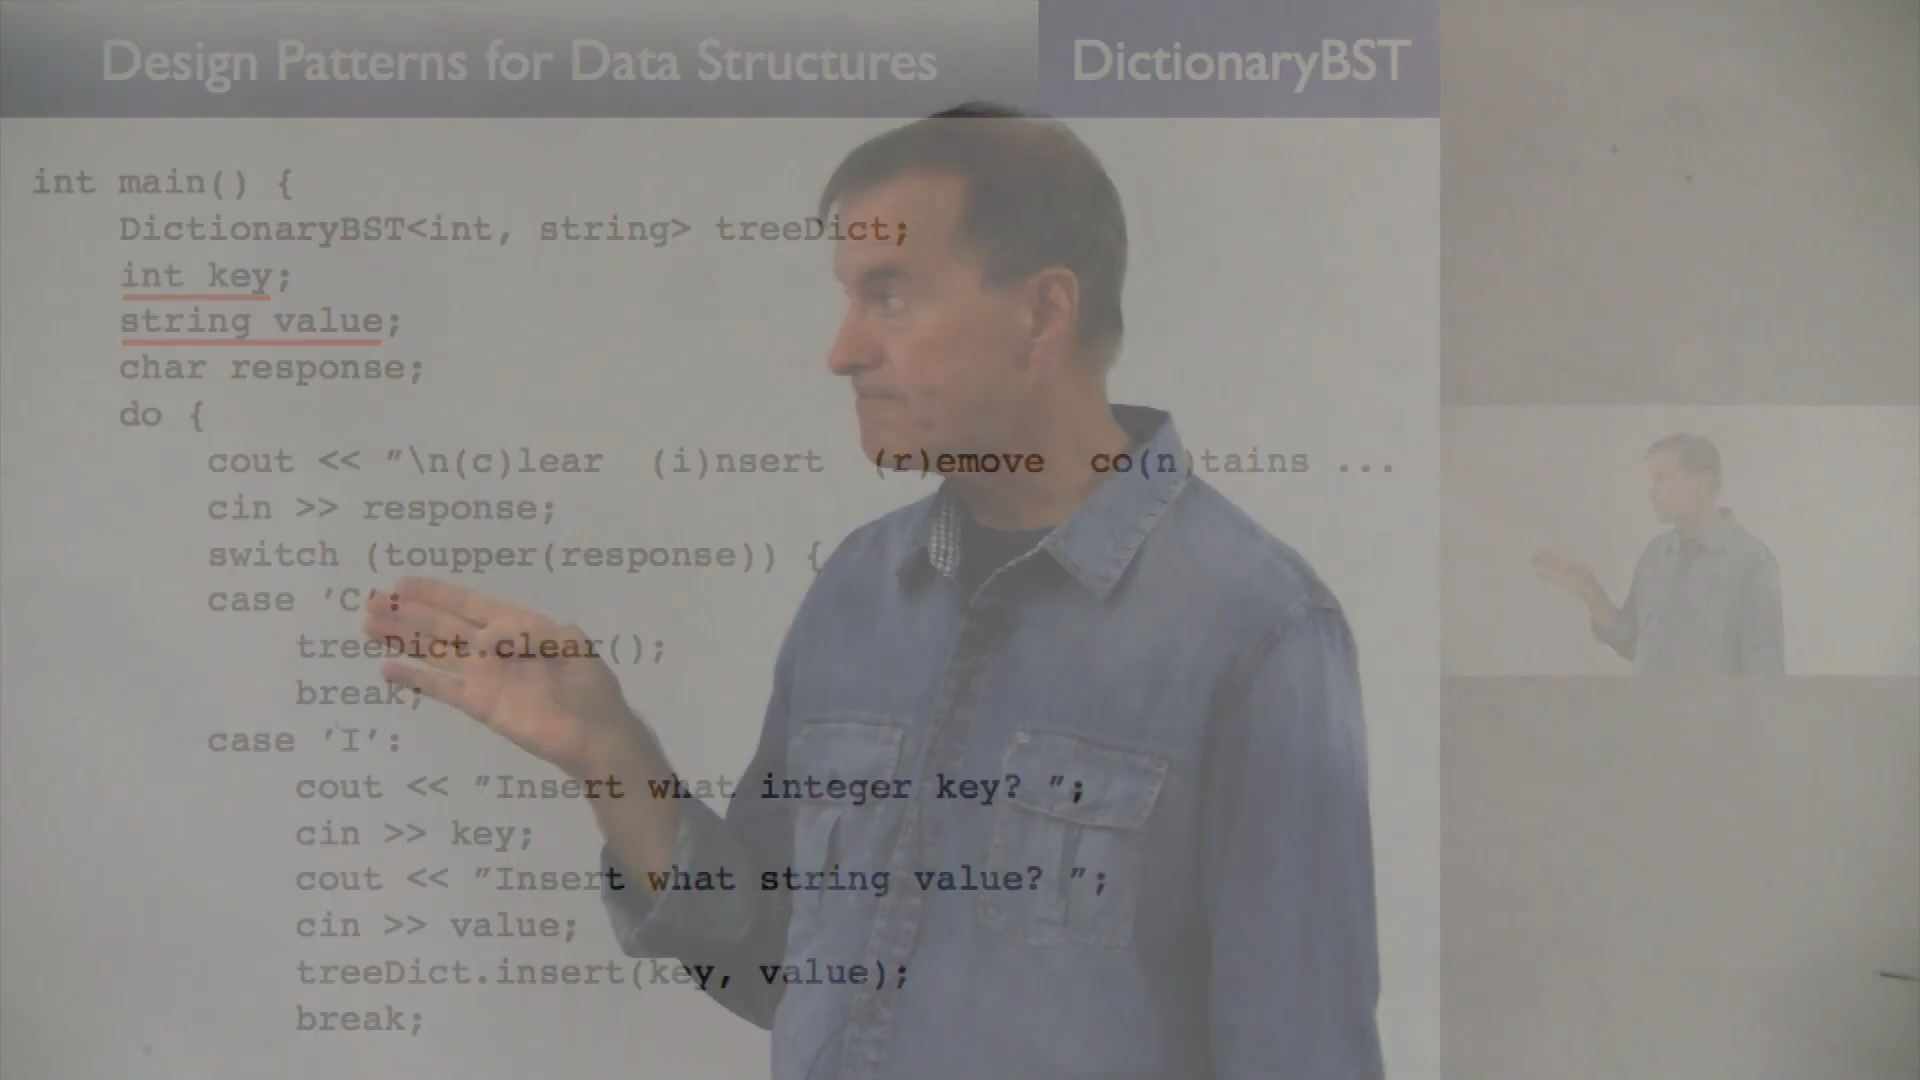 Design Patterns for Data Structures DictionaryBST
int main() {
DictionaryBST<int, string> treeDict;
int key;
string value;
char response;
do {
cout << "\n(c)lear (i)nsert (r)emove co(n)tains ...
cin >> response;
switch (toupper(response)) {
case 'C':
treeDict.clear();
break;
case 'I':
cout << "Insert what integer key? ";
cin >> key;
cout << "Insert what string value? ";
cin >> value;
treeDict.insert(key, value);
break;